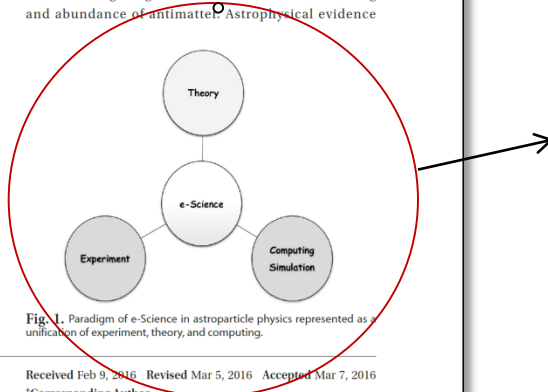 and abundance of antimatter. Astrophysical evidence
Theory
e-Science
Experiment
Computing
Simulation
Fig. 1. Paradigm of e-Science in astroparticle physics represented as a
unification of experiment, theory, and computing.
Received Feb 9, 2016 Revised Mar 5, 2016 Accepted Mar 7, 2016